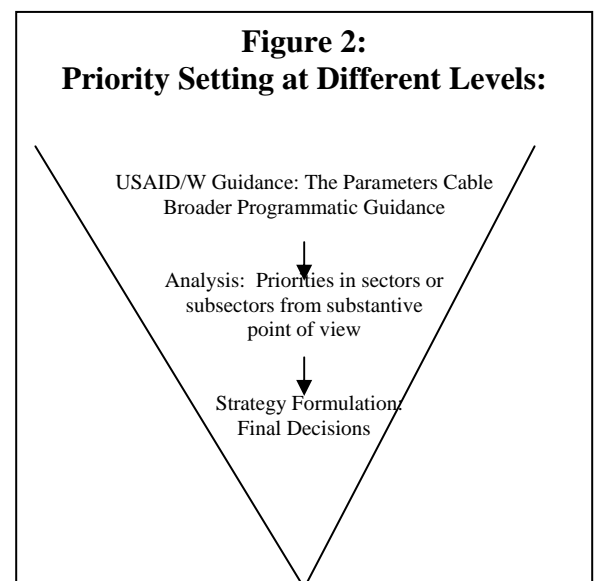 Figure 2:
Priority Setting at Different Levels:
USAID/W Guidance: The Parameters Cable
Broader Programmatic Guidance
Analysis:  Priorities in sectors or
subsectors from substantive
point of view
Strategy Formulation:
Final Decisions